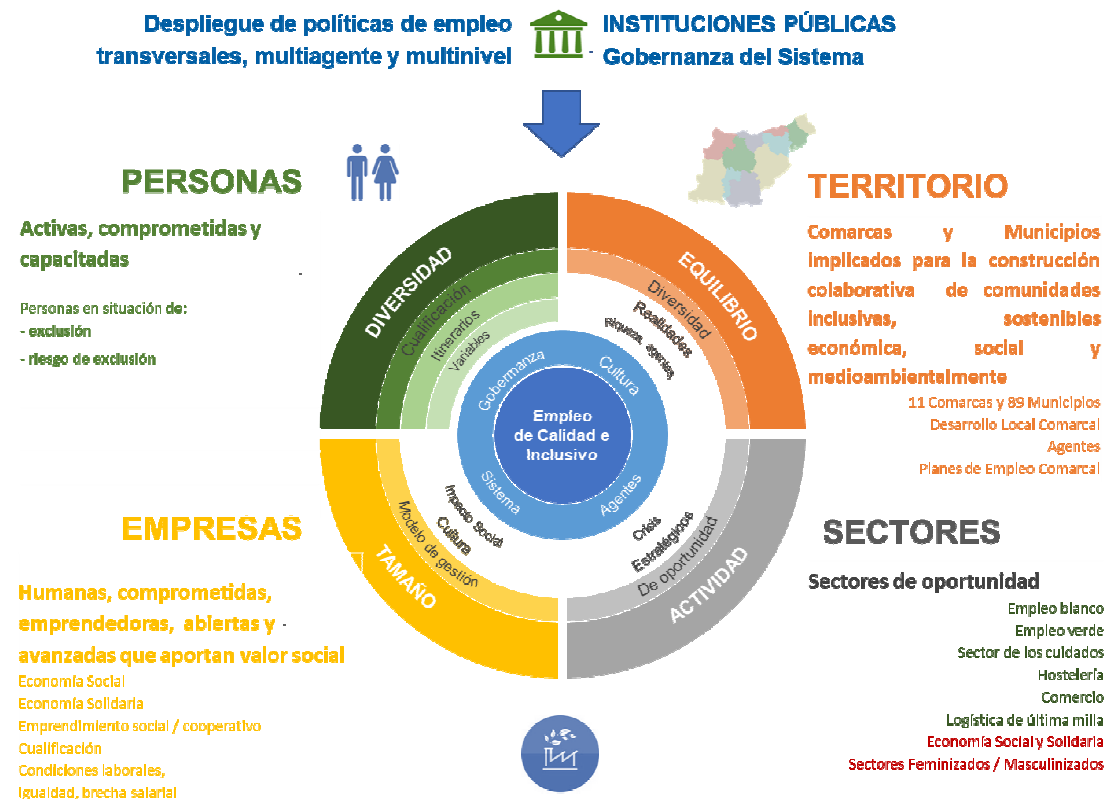 Despliegue de políticas de empleo
transversales, multiagente y multinivel
INSTITUCIONES PÚBLICAS
Gobernanza del Sistema
PERSONAS
Activas, comprometidas y
capacitadas
Personas en situación de:
- exclusión
- riesgo de exclusión
TERRITORIO
Comarcas y Municipios
implicados para la construcción
colaborativa de comunidades
inclusivas, sostenibles
económica, social y
medioambientalmente
11 Comarcas y 89 Municipios
Desarrollo Local Comarcal
Agentes
Planes de Empleo Comarcal
DIVERSIDAD
Cualificación
Itinerarios
Variables
EQUILIBRIO
Diversidad
Realidades
Riqueza, agentes,
Gobernanza
Cultura
Sistema
Agentes
Empleo
de Calidad e
Inclusivo
TAMAÑO
Modelo de gestión
Cultura
Impacto Social
ACTIVIDAD
De oportunidad
Estratégicos
Crisis
EMPRESAS
Humanas, comprometidas,
emprendedoras, abiertas y
avanzadas que aportan valor social
Economía Social
Economía Solidaria
Emprendimiento social / cooperativo
Cualificación
Condiciones laborales,
Igualdad, brecha salarial
SECTORES
Sectores de oportunidad
Empleo blanco
Empleo verde
Sector de los cuidados
Hostelería
Comercio
Logística de última milla
Economía Social y Solidaria
Sectores Feminizados / Masculinizados